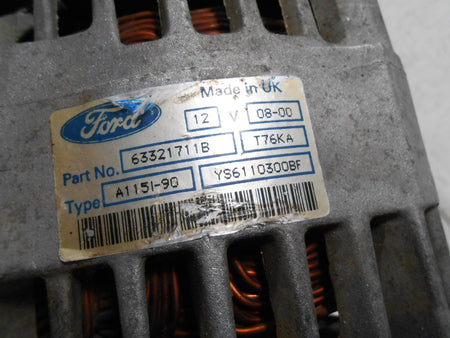 Made in UK
Ford
12 V 08-00
Part No. 63321711B T76KA
Type A115I-90 YS6110300BF